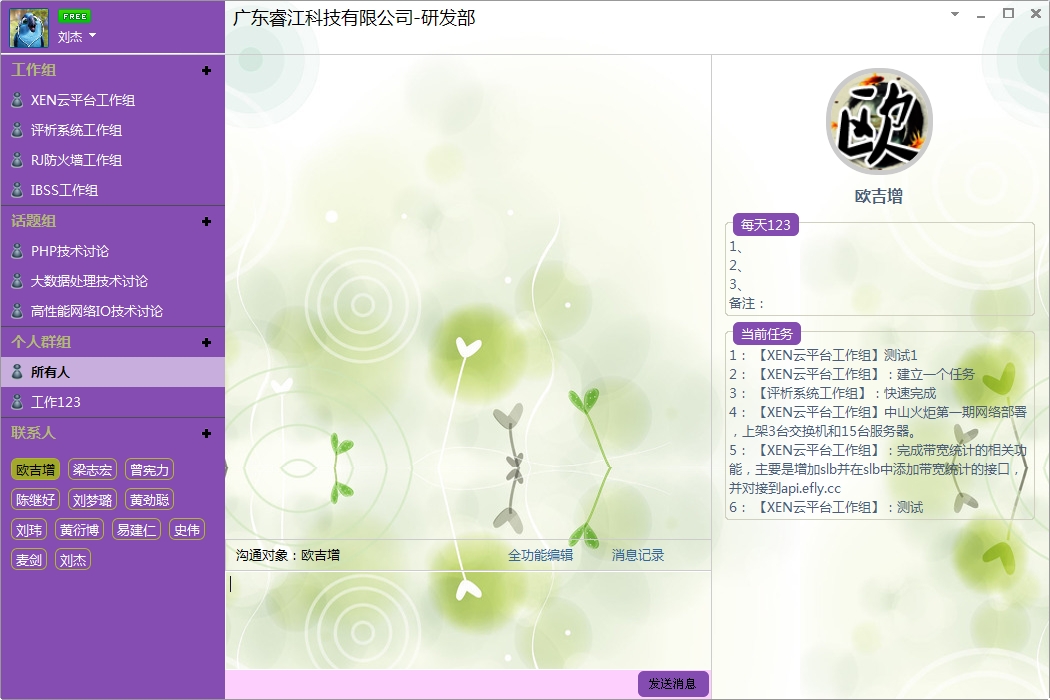 FREE
刘杰
广东睿江科技有限公司-研发部
工作组
XEN云平台工作组
评析系统工作组
RJ防火墙工作组
IBSS工作组
话题组
PHP技术讨论
大数据处理技术讨论
高性能网络IO技术讨论
个人群组
所有人
工作123
联系人
欧吉增 梁志宏 曾宪力
陈继好 刘梦璐 黄劲聪
刘玮 黄衍博 易建仁 史伟
麦剑 刘杰
沟通对象：欧吉增 全功能编辑 消息记录
发送消息
欧
欧吉增
每天123
1、
2、
3、
备注：
当前任务
1：【XEN云平台工作组】测试1
2：【XEN云平台工作组】：建立一个任务
3：【评析系统工作组】：快速完成
4：【XEN云平台工作组】中山火炬第一期网络部署
，上架3台交换机和15台服务器。
5：【XEN云平台工作组】：完成带宽统计的相关功
能，主要是增加slb并在slb中添加带宽统计的接口，
并对接到api.efly.cc
6：【XEN云平台工作组】：测试